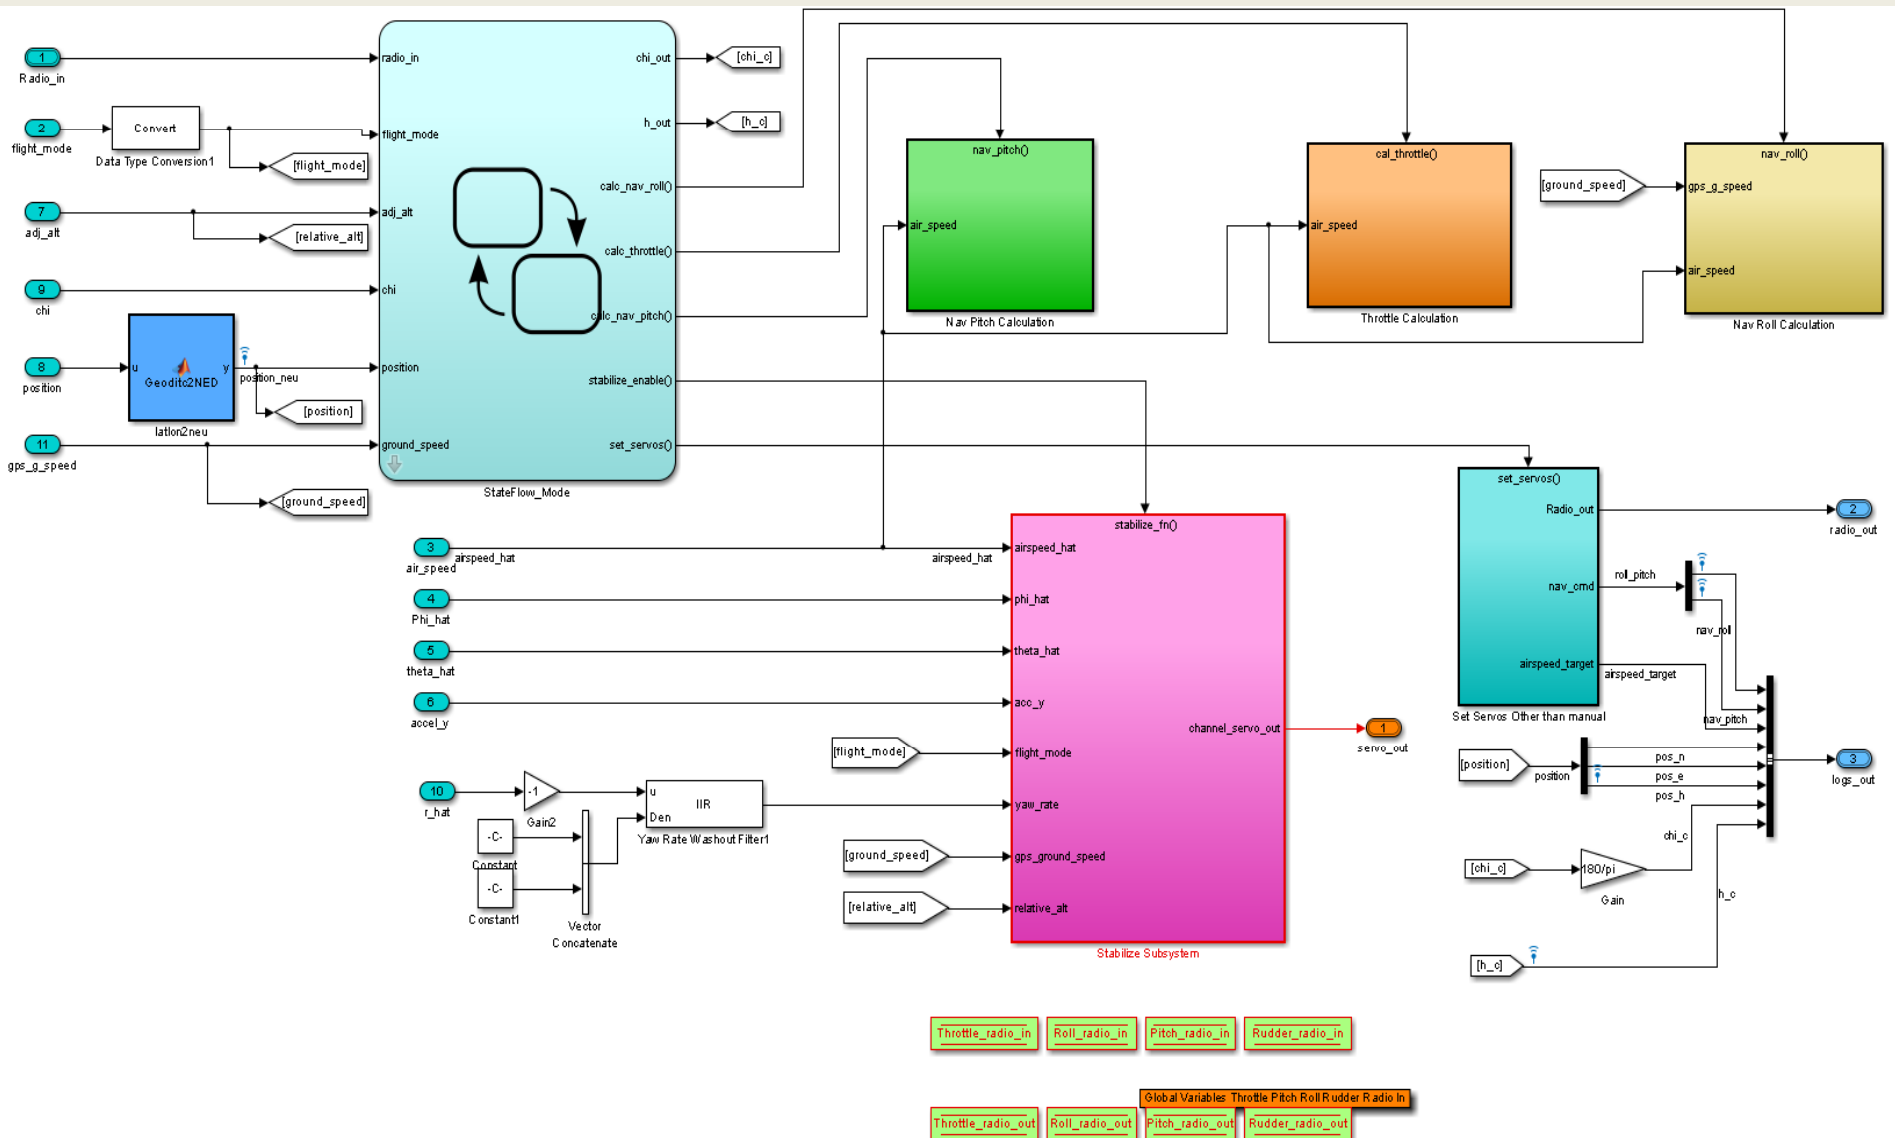 1
Radio_in
2
flight_mode
Convert
Data Type Conversion1
[flight_mode]
7
adj_alt
[relative_alt]
9
chi
8
position
u
y
Geoditc2NED
latlon2neu
position_neu
[position]
11
gps_g_speed
[ground_speed]
radio_in
flight_mode
adj_alt
chi
position
ground_speed
chi_out
h_out
calc_nav_roll()
calc_throttle()
calc_nav_pitch()
stabilize_enable()
set_servos()
StateFlow_Mode
[chi_c]
[h_c]
nav_pitch()
air_speed
Nav Pitch Calculation
cal_throttle()
air_speed
Throttle Calculation
[ground_speed]
nav_roll()
gps_g_speed
air_speed
Nav Roll Calculation
3
air_speed
airspeed_hat
airspeed_hat
4
Phi_hat
5
theta_hat
6
accel_y
[flight_mode]
10
r_hat
-1
Gain2
-C-
Constant
-C-
Constant1
Vector
Concatenate
u
Den
IIR
Yaw Rate Washout Filter1
[ground_speed]
[relative_alt]
stabilize_fn()
airspeed_hat
phi_hat
theta_hat
acc_y
flight_mode
yaw_rate
gps_ground_speed
relative_alt
channel_servo_out
Stabilize Subsystem
1
servo_out
set_servos()
Radio_out
nav_cmd
airspeed_target
Set Servos Other than manual
2
radio_out
roll_pitch
nav_roll
airspeed_target
nav_pitch
[position]
position
pos_n
pos_e
pos_h
chi_c
3
logs_out
[chi_c]
180/pi
Gain
h_c
[h_c]
Throttle_radio_in
Roll_radio_in
Pitch_radio_in
Rudder_radio_in
Global Variables Throttle Pitch Roll Rudder Radio In
Throttle_radio_out
Roll_radio_out
Pitch_radio_out
Rudder_radio_out